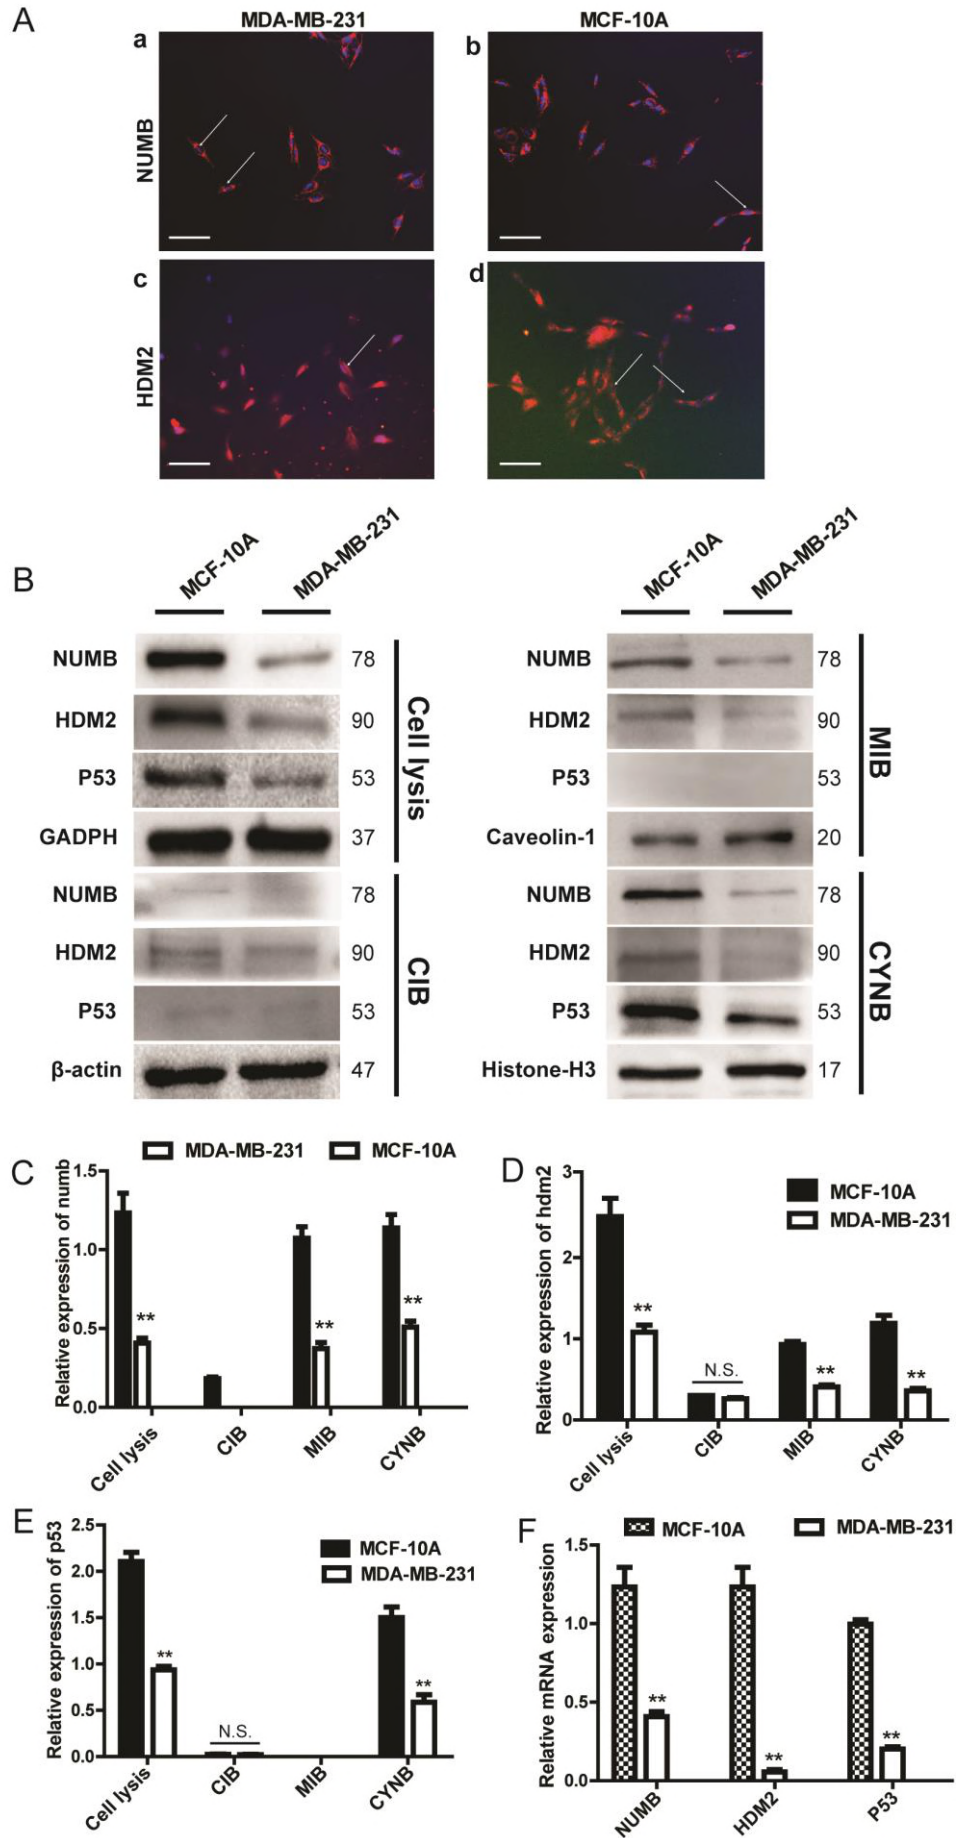 A
MDA-MB-231
MCF-10A
a
b
NUMB
c
d
HDM2
B
MCF-10A
MDA-MB-231
NUMB 78
HDM2 90
P53 53
GADPH 37
Cell lysis
NUMB 78
HDM2 90
P53 53
β-actin 47
CIB
MCF-10A
MDA-MB-231
NUMB 78
HDM2 90
P53 53
Caveolin-1 20
MIB
NUMB 78
HDM2 90
P53 53
Histone-H3 17
CYNB
C
MDA-MB-231
MCF-10A
Relative expression of numb
1.5
1.0
0.5
0.0
**
**
**
Cell lysis
CIB
MIB
CYNB
D
MCF-10A
MDA-MB-231
Relative expression of hdm2
3
2
1
0
**
N.S.
**
**
Cell lysis
CIB
MIB
CYNB
E
MCF-10A
MDA-MB-231
Relative expression of p53
2.5
2.0
1.5
1.0
0.5
0.0
**
N.S.
**
Cell lysis
CIB
MIB
CYNB
F
MCF-10A
MDA-MB-231
Relative mRNA expression
1.5
1.0
0.5
0.0
**
**
**
NUMB
HDM2
P53